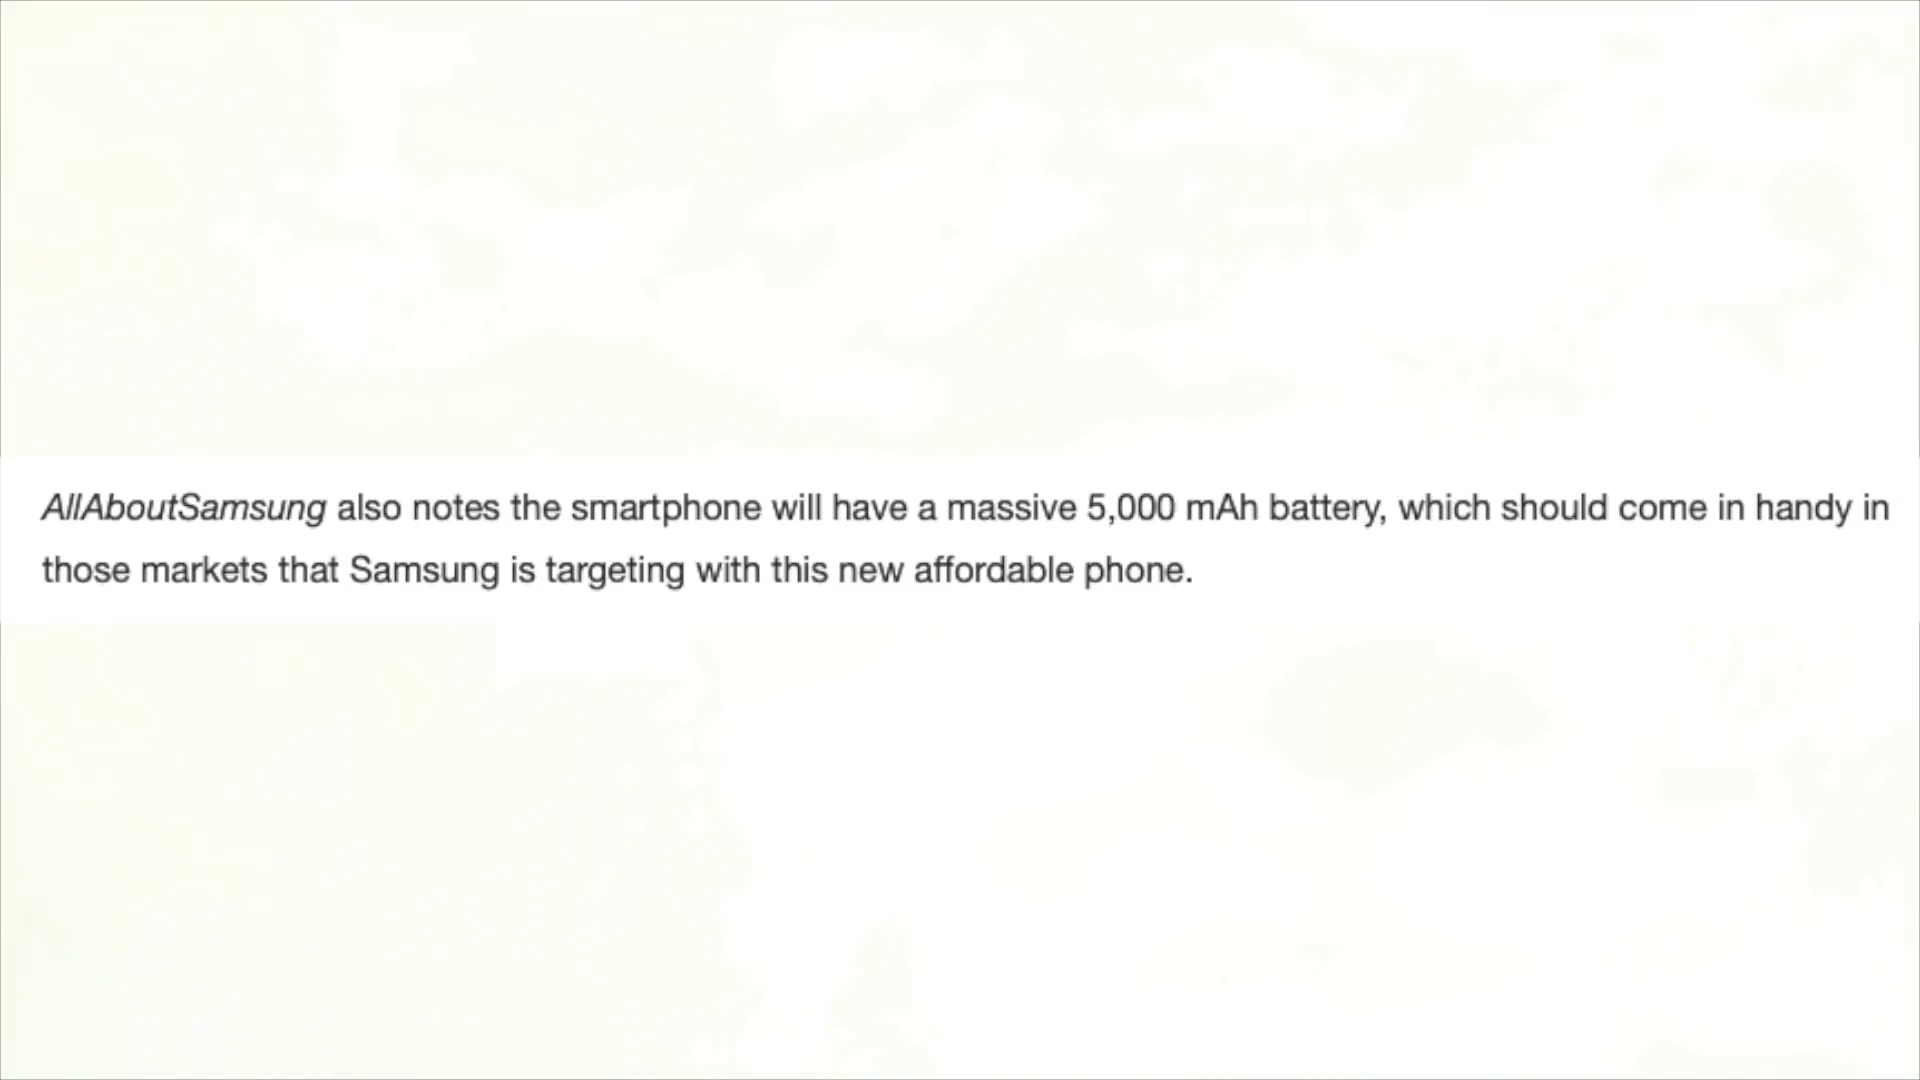 AllAboutSamsung also notes the smartphone will have a massive 5,000 mAh battery, which should come in handy in
those markets that Samsung is targeting with this new affordable phone.